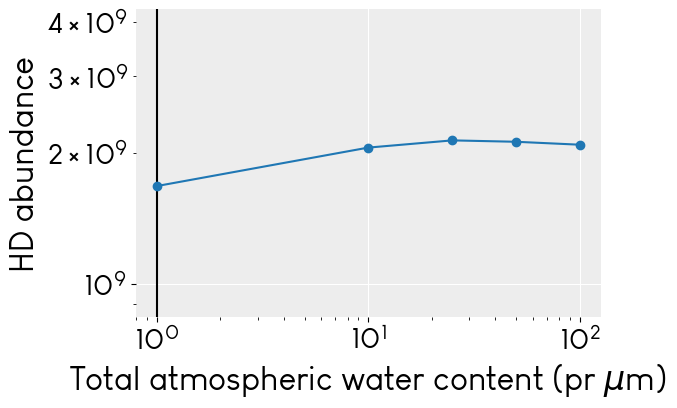 HD abundance
4 × 10⁹
3 × 10⁹
2 × 10⁹
10⁹
10⁰ 10¹ 10²
Total atmospheric water content (pr μm)